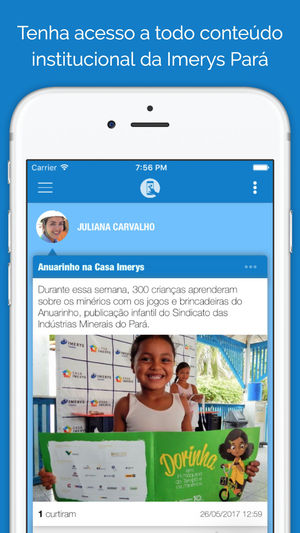 Tenha acesso a todo conteúdo
institucional da Imerys Pará
Carrier 7:56 PM
JULIANA CARVALHO
Anuarinho na Casa Imerys
Durante essa semana, 300 crianças aprenderam
sobre os minérios com os jogos e brincadeiras do
Anuarinho, publicação infantil do Sindicato das
Indústrias Minerais do Pará.
IMERYS
CASA IMERYS
Dorinha
1 curtiram
26/05/2017 12:59